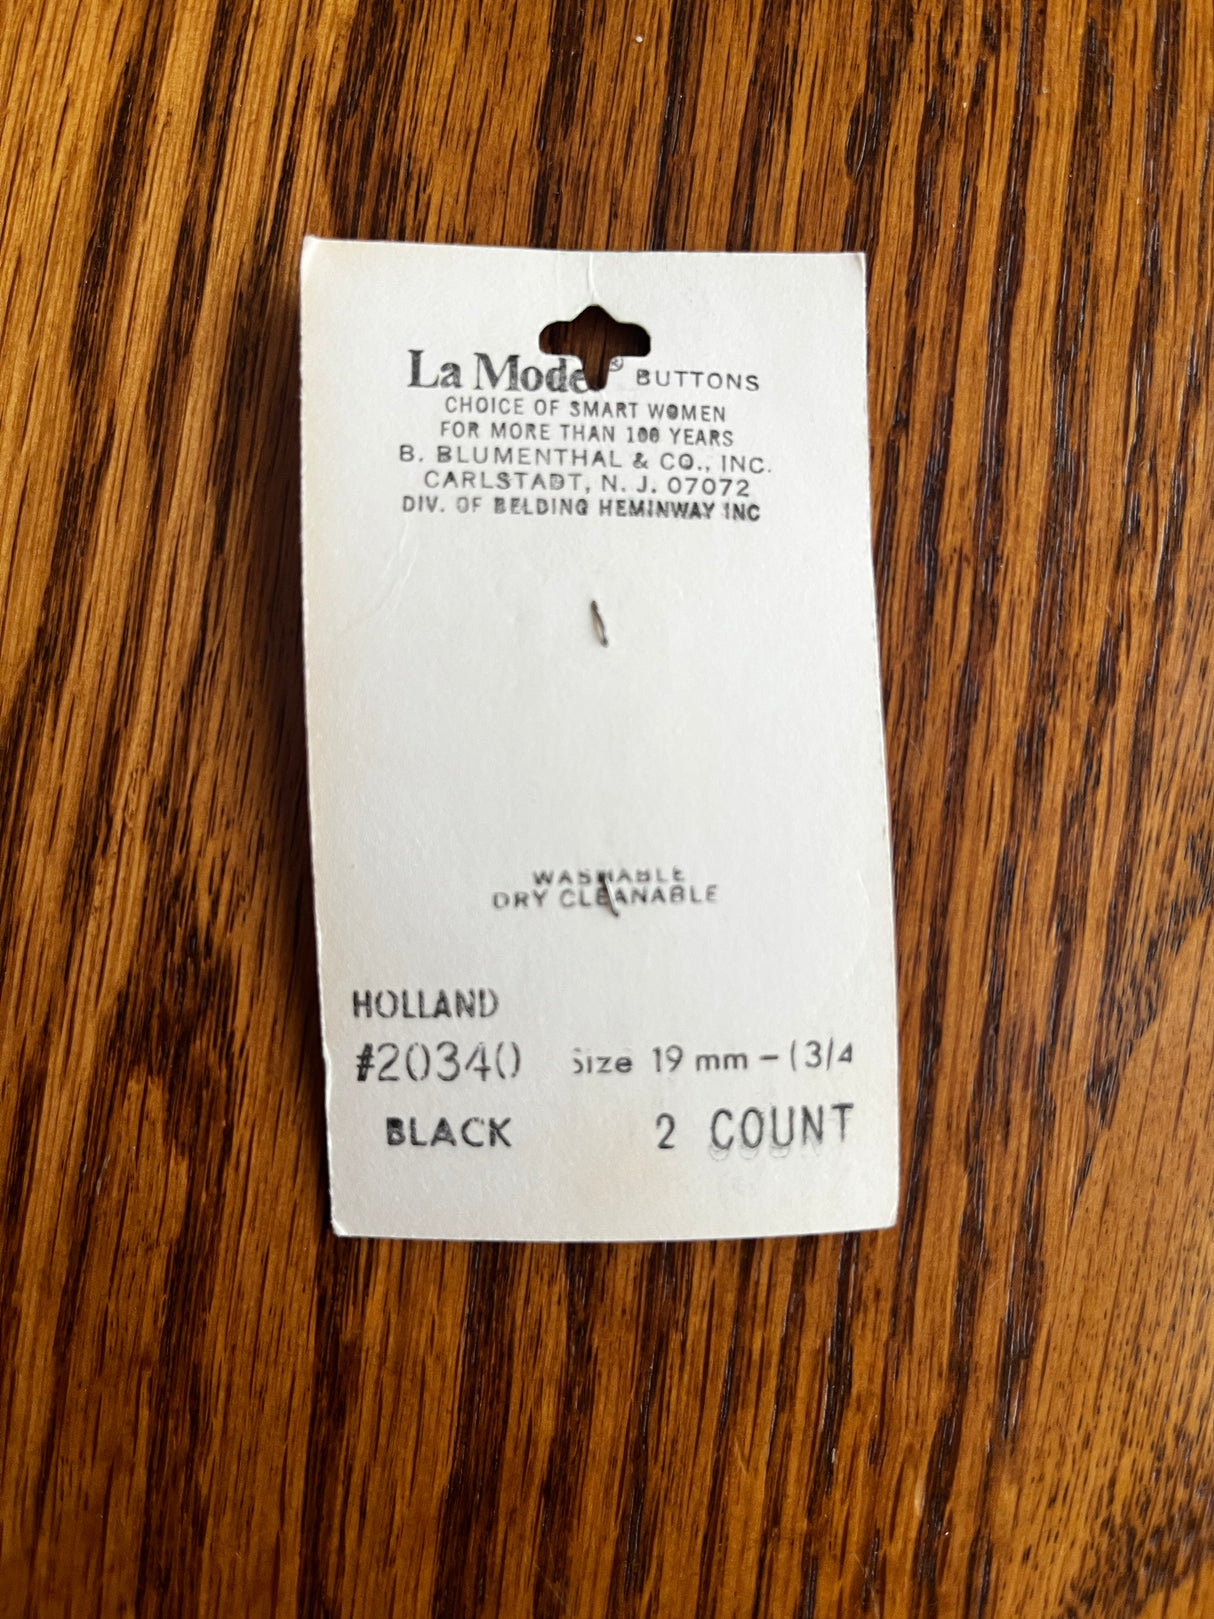 La Mode® BUTTONS
CHOICE OF SMART WOMEN
FOR MORE THAN 100 YEARS
B. BLUMENTHAL & CO., INC.
CARLSTADT, N. J. 07072
DIV. OF BELDING HEMINWAY INC
WASHABLE
DRY CLEANABLE
HOLLAND
#20340 Size 19 mm – (3/4
BLACK 2 COUNT